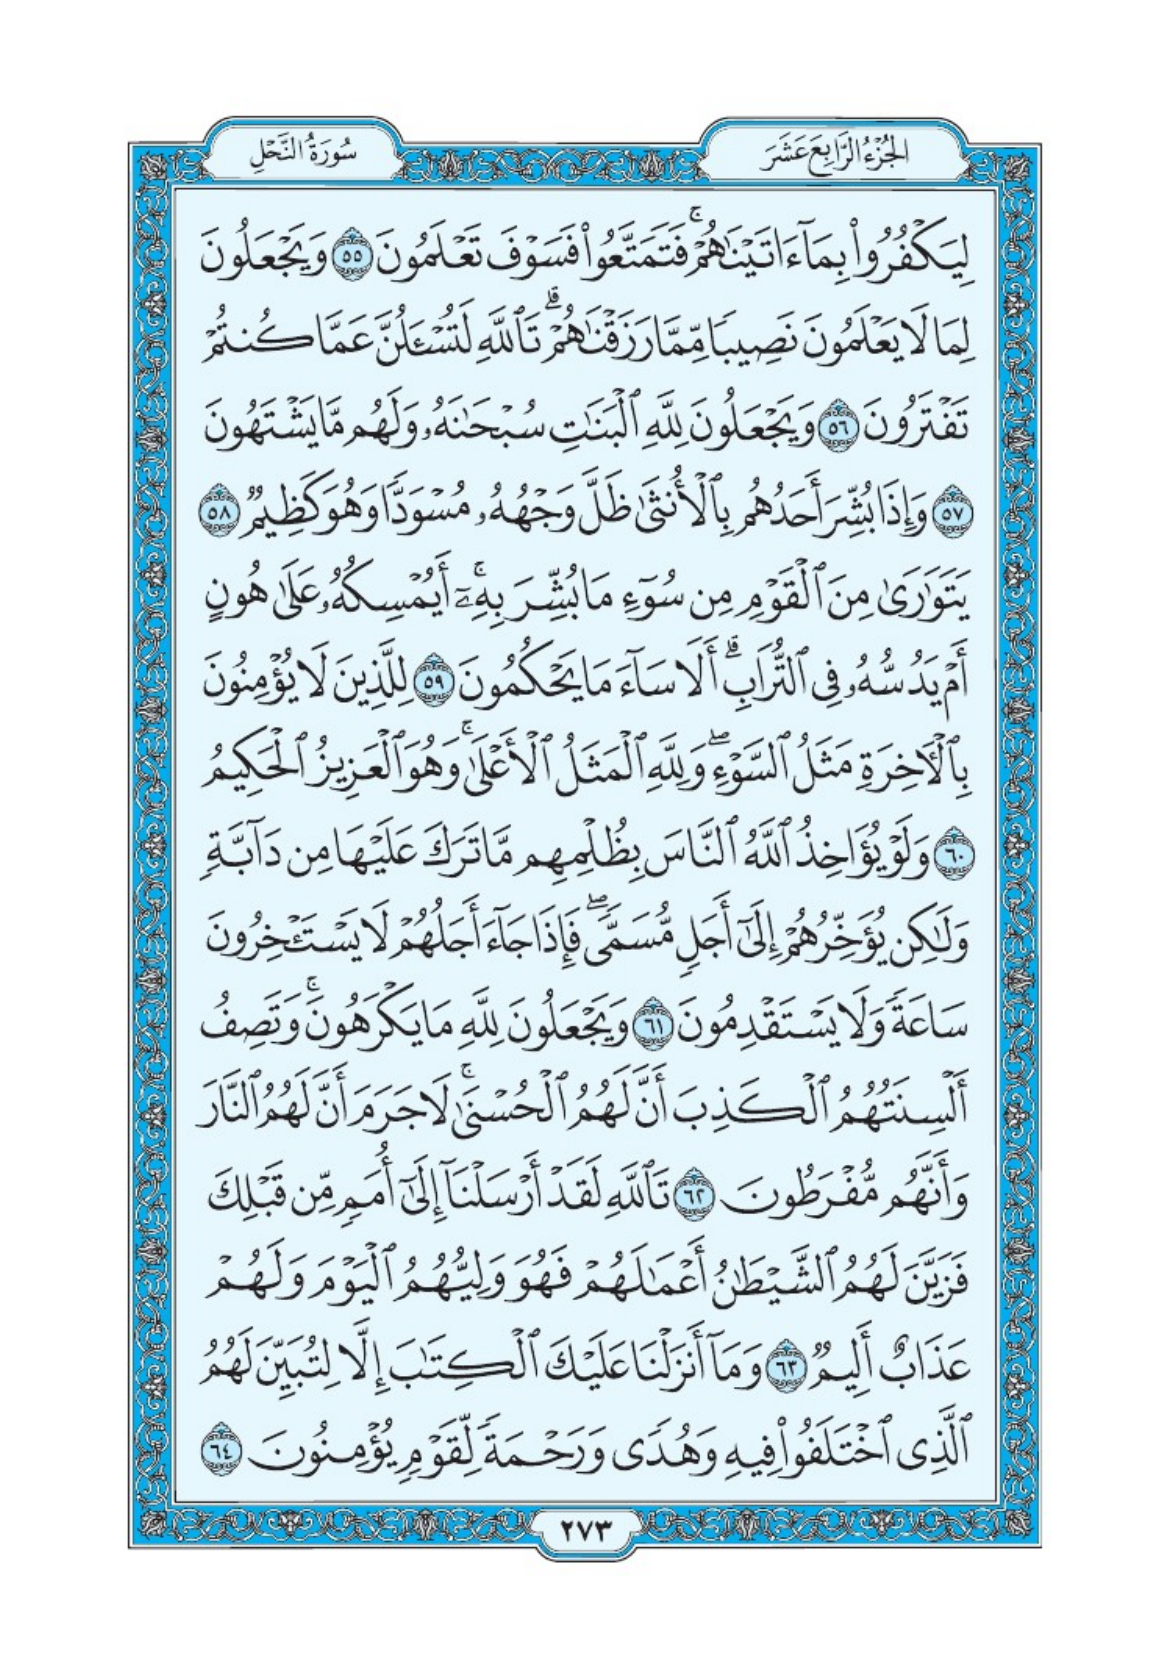 الجُزْءُ الرَّابِعَ عَشَرَ
سُورَةُ النَّحْلِ
لِيَكْفُرُوا۟ بِمَآ ءَاتَيْنَٰهُمْ ۚ فَتَمَتَّعُوا۟ فَسَوْفَ تَعْلَمُونَ ٥٥ وَيَجْعَلُونَ
لِمَا لَا يَعْلَمُونَ نَصِيبًا مِّمَّا رَزَقْنَٰهُمْ ۗ تَٱللَّهِ لَتُسْـَٔلُنَّ عَمَّا كُنتُمْ
تَفْتَرُونَ ٥٦ وَيَجْعَلُونَ لِلَّهِ ٱلْبَنَٰتِ سُبْحَٰنَهُۥ وَلَهُم مَّا يَشْتَهُونَ
٥٧ وَإِذَا بُشِّرَ أَحَدُهُم بِٱلْأُنثَىٰ ظَلَّ وَجْهُهُۥ مُسْوَدًّا وَهُوَ كَظِيمٌ ٥٨
يَتَوَٰرَىٰ مِنَ ٱلْقَوْمِ مِن سُوٓءِ مَا بُشِّرَ بِهِۦٓ ۚ أَيُمْسِكُهُۥ عَلَىٰ هُونٍ
أَمْ يَدُسُّهُۥ فِى ٱلتُّرَابِ ۗ أَلَا سَآءَ مَا يَحْكُمُونَ ٥٩ لِلَّذِينَ لَا يُؤْمِنُونَ
بِٱلْـَٔاخِرَةِ مَثَلُ ٱلسَّوْءِ ۖ وَلِلَّهِ ٱلْمَثَلُ ٱلْأَعْلَىٰ ۚ وَهُوَ ٱلْعَزِيزُ ٱلْحَكِيمُ
٦٠ وَلَوْ يُؤَاخِذُ ٱللَّهُ ٱلنَّاسَ بِظُلْمِهِم مَّا تَرَكَ عَلَيْهَا مِن دَآبَّةٍ
وَلَٰكِن يُؤَخِّرُهُمْ إِلَىٰٓ أَجَلٍ مُّسَمًّى ۖ فَإِذَا جَآءَ أَجَلُهُمْ لَا يَسْتَـْٔخِرُونَ
سَاعَةً وَلَا يَسْتَقْدِمُونَ ٦١ وَيَجْعَلُونَ لِلَّهِ مَا يَكْرَهُونَ ۚ وَتَصِفُ
أَلْسِنَتُهُمُ ٱلْكَذِبَ أَنَّ لَهُمُ ٱلْحُسْنَىٰ ۚ لَا جَرَمَ أَنَّ لَهُمُ ٱلنَّارَ
وَأَنَّهُم مُّفْرَطُونَ ٦٢ تَٱللَّهِ لَقَدْ أَرْسَلْنَآ إِلَىٰٓ أُمَمٍ مِّن قَبْلِكَ
فَزَيَّنَ لَهُمُ ٱلشَّيْطَٰنُ أَعْمَٰلَهُمْ فَهُوَ وَلِيُّهُمُ ٱلْيَوْمَ وَلَهُمْ
عَذَابٌ أَلِيمٌ ٦٣ وَمَآ أَنزَلْنَا عَلَيْكَ ٱلْكِتَٰبَ إِلَّا لِتُبَيِّنَ لَهُمُ
ٱلَّذِى ٱخْتَلَفُوا۟ فِيهِ وَهُدًى وَرَحْمَةً لِّقَوْمٍ يُؤْمِنُونَ ٦٤
٢٧٣